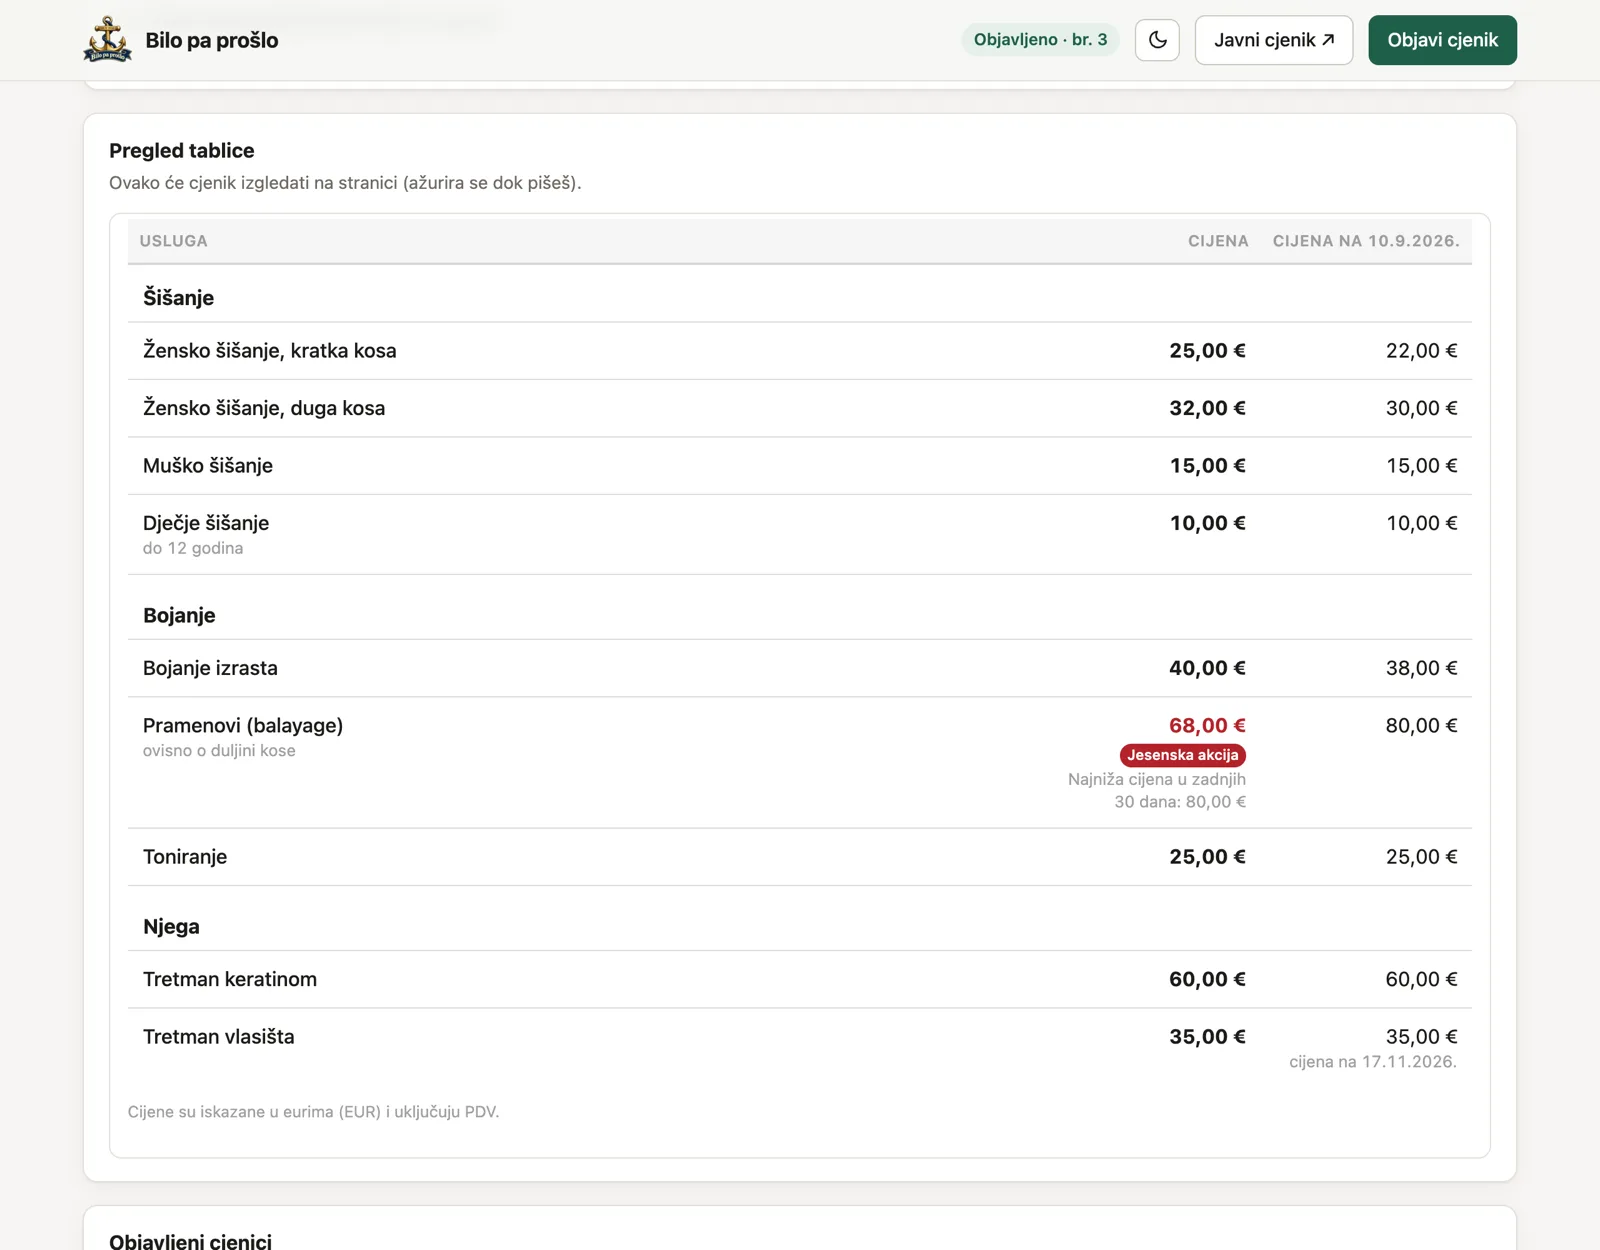 Bilo pa prošlo
Bilo pa prošlo
Objavljeno · br. 3
Javni cjenik ↗
Objavi cjenik
Pregled tablice
Ovako će cjenik izgledati na stranici (ažurira se dok pišeš).
USLUGA CIJENA CIJENA NA 10.9.2026.
Šišanje
Žensko šišanje, kratka kosa 25,00 € 22,00 €
Žensko šišanje, duga kosa 32,00 € 30,00 €
Muško šišanje 15,00 € 15,00 €
Dječje šišanje 10,00 € 10,00 €
do 12 godina
Bojanje
Bojanje izrasta 40,00 € 38,00 €
Pramenovi (balayage) 68,00 € 80,00 €
ovisno o duljini kose Jesenska akcija
Najniža cijena u zadnjih
30 dana: 80,00 €
Toniranje 25,00 € 25,00 €
Njega
Tretman keratinom 60,00 € 60,00 €
Tretman vlasišta 35,00 € 35,00 €
cijena na 17.11.2026.
Cijene su iskazane u eurima (EUR) i uključuju PDV.
Objavljeni cjenici